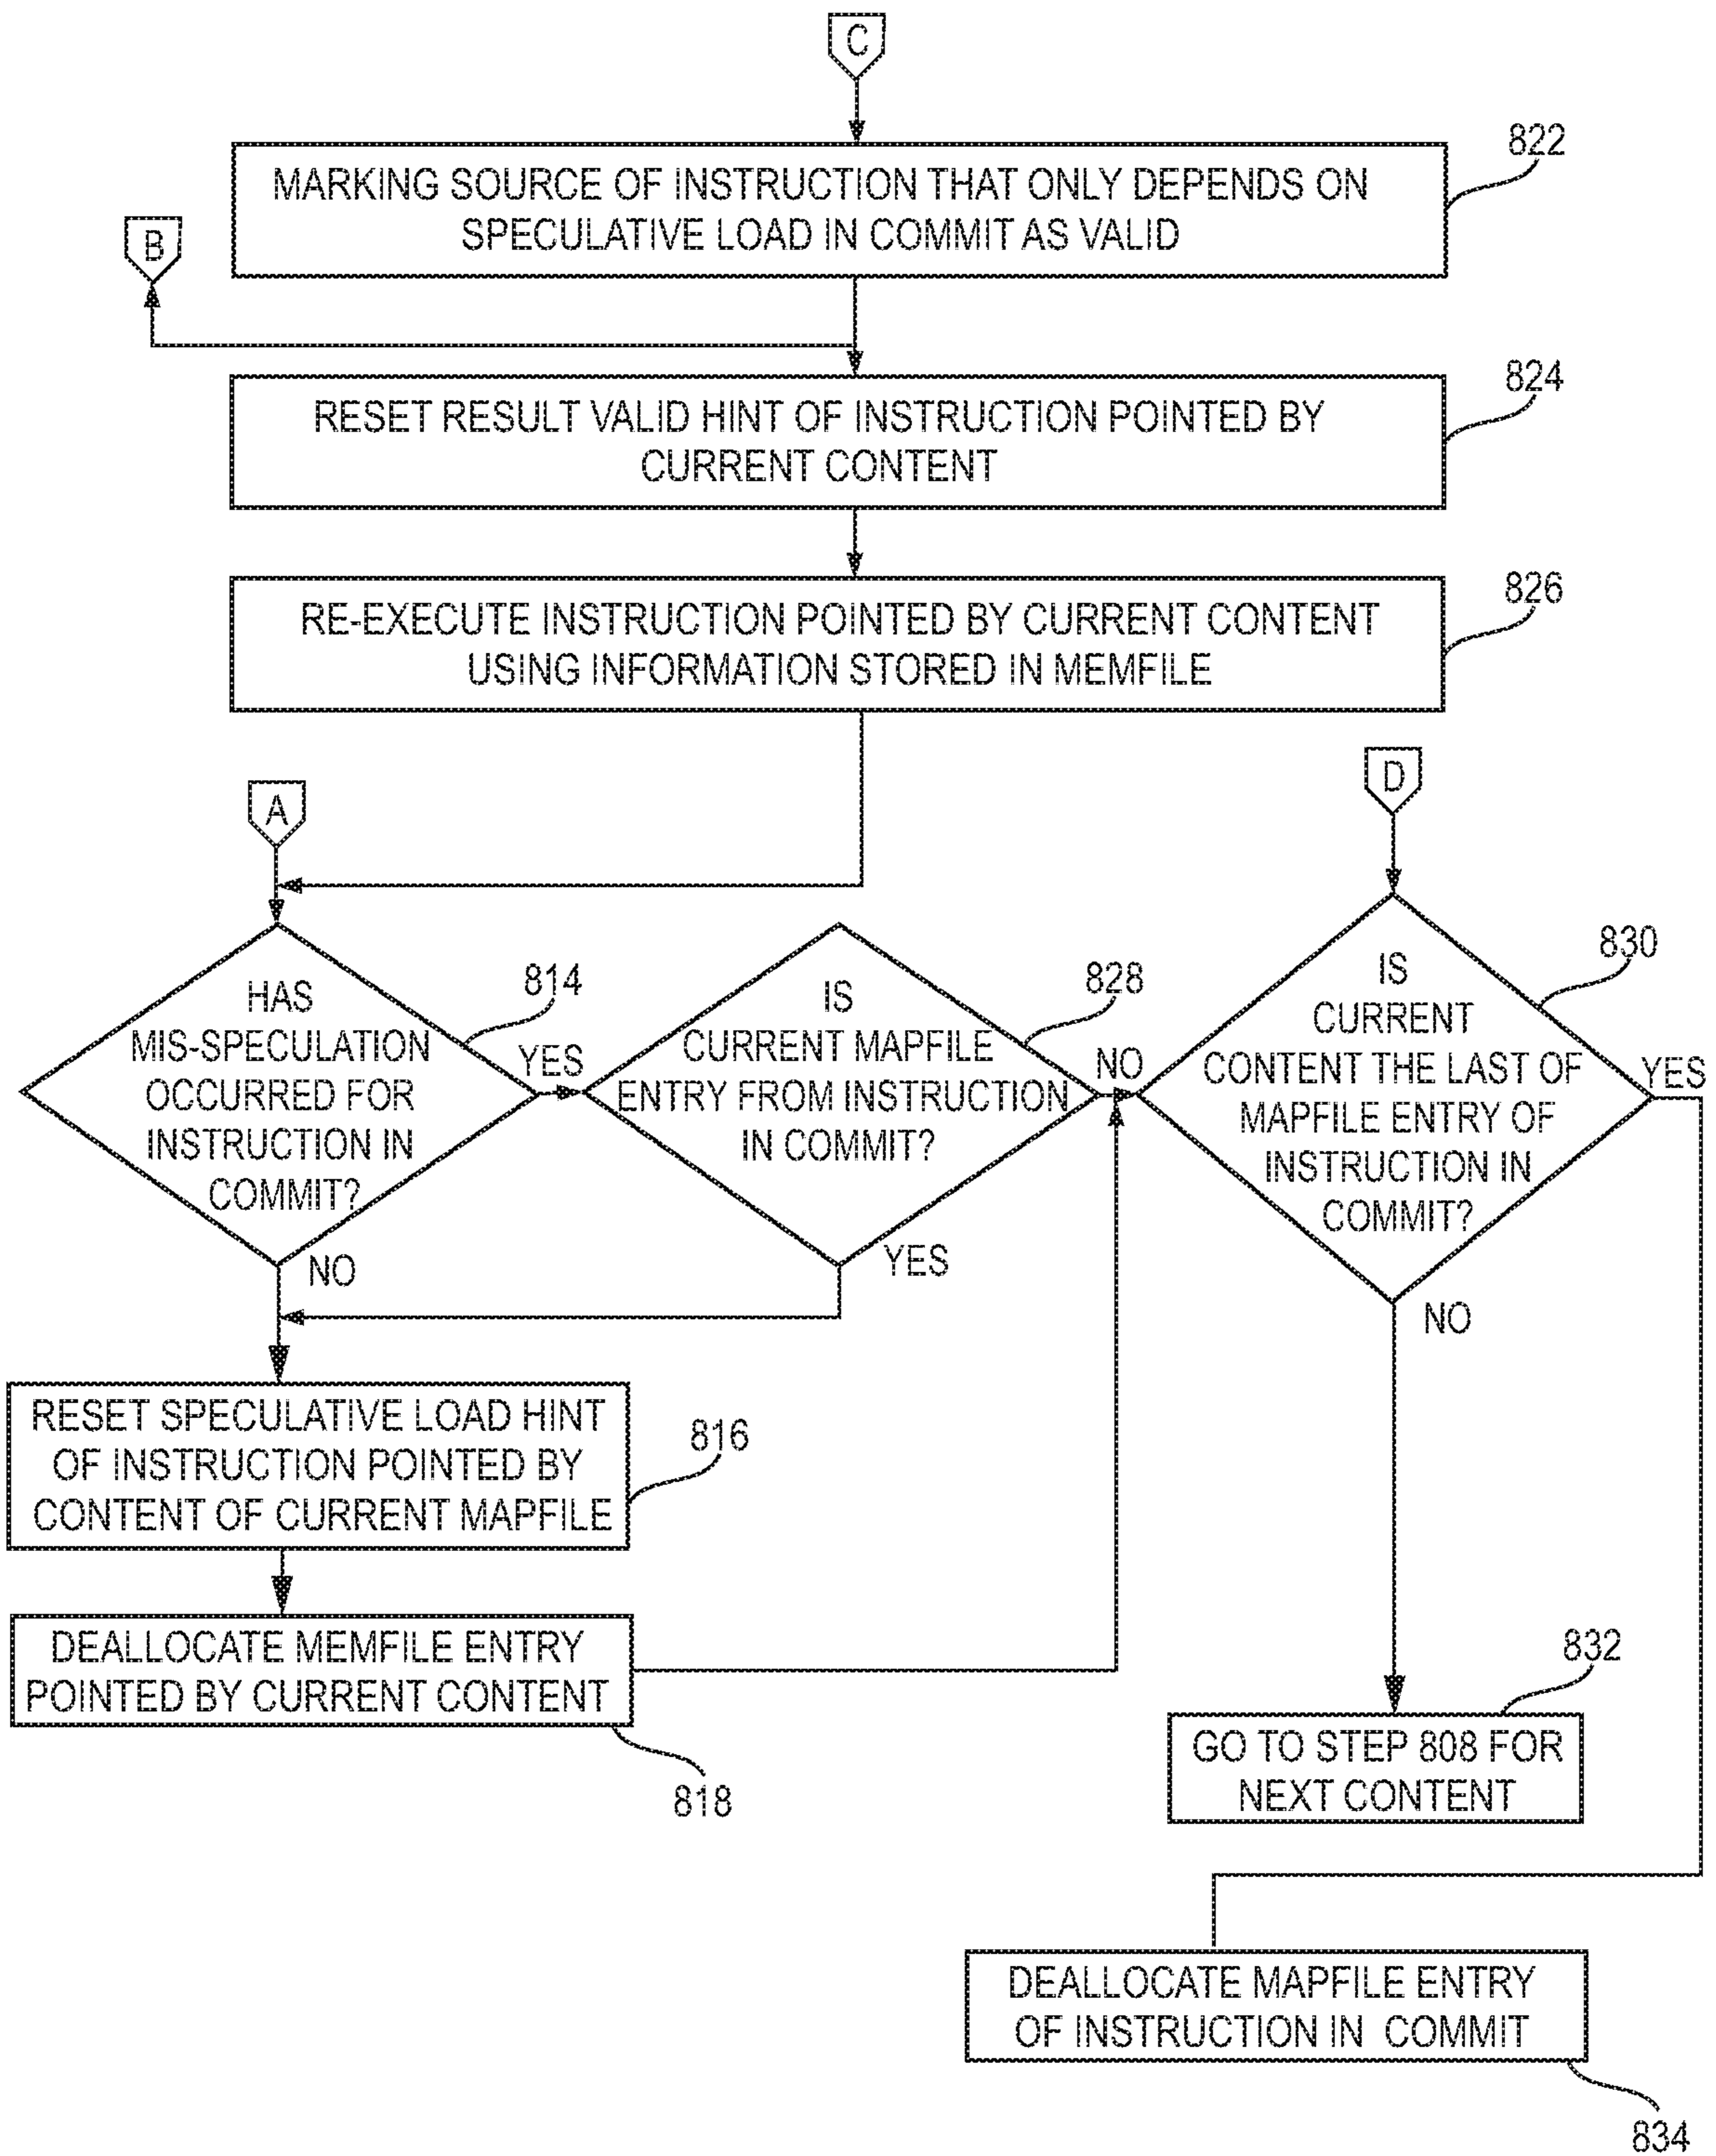 C
822
MARKING SOURCE OF INSTRUCTION THAT ONLY DEPENDS ON
SPECULATIVE LOAD IN COMMIT AS VALID
B
824
RESET RESULT VALID HINT OF INSTRUCTION POINTED BY
CURRENT CONTENT
826
RE-EXECUTE INSTRUCTION POINTED BY CURRENT CONTENT
USING INFORMATION STORED IN MEMFILE
A
D
814
HAS
MIS-SPECULATION
OCCURRED FOR
INSTRUCTION IN
COMMIT?
YES
NO
828
IS
CURRENT MAPFILE
ENTRY FROM INSTRUCTION
IN COMMIT?
NO
YES
830
IS
CURRENT
CONTENT THE LAST OF
MAPFILE ENTRY OF
INSTRUCTION IN
COMMIT?
YES
NO
RESET SPECULATIVE LOAD HINT
OF INSTRUCTION POINTED BY
CONTENT OF CURRENT MAPFILE
816
DEALLOCATE MEMFILE ENTRY
POINTED BY CURRENT CONTENT
818
832
GO TO STEP 808 FOR
NEXT CONTENT
DEALLOCATE MAPFILE ENTRY
OF INSTRUCTION IN COMMIT
834